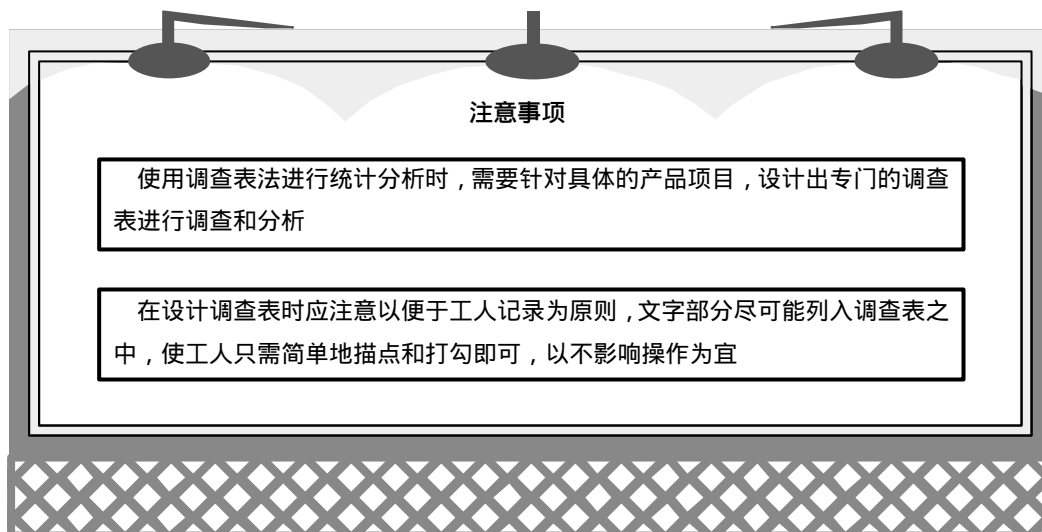 注意事项
使用调查表法进行统计分析时，需要针对具体的产品项目，设计出专门的调查
表进行调查和分析
在设计调查表时应注意以便于工人记录为原则，文字部分尽可能列入调查表之
中，使工人只需简单地描点和打勾即可，以不影响操作为宜